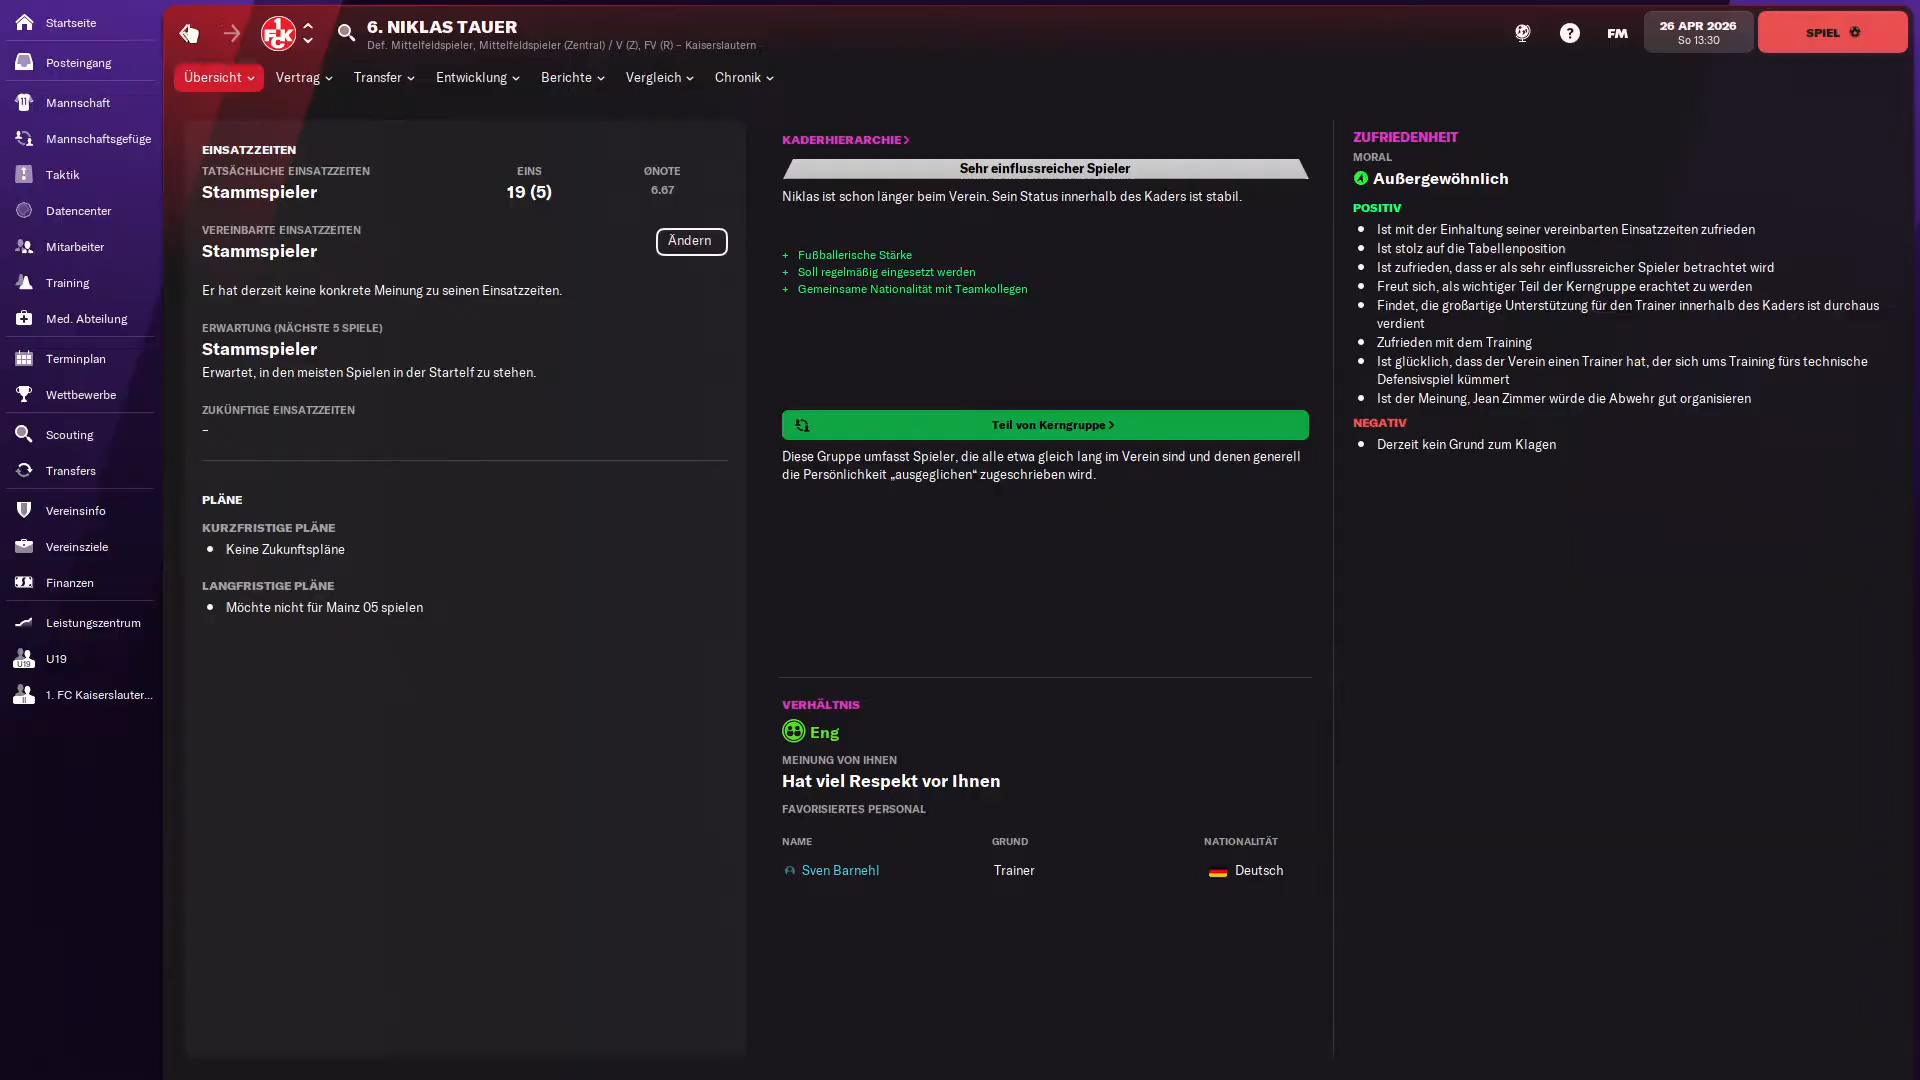 Startseite
Posteingang
Mannschaft
Mannschaftsgefüge
Taktik
Datencenter
Mitarbeiter
Training
Med. Abteilung
Terminplan
Wettbewerbe
Scouting
Transfers
Vereinsinfo
Vereinsziele
Finanzen
Leistungszentrum
U19
1. FC Kaiserslauter...
6. NIKLAS TAUER
Def. Mittelfeldspieler, Mittelfeldspieler (Zentral) / V (Z), FV (R) – Kaiserslautern
FM
26 APR 2026
So 13:30
SPIEL
Übersicht
Vertrag
Transfer
Entwicklung
Berichte
Vergleich
Chronik
EINSATZZEITEN
TATSÄCHLICHE EINSATZZEITEN EINS ØNOTE
Stammspieler 19 (5) 6.67
VEREINBARTE EINSATZZEITEN
Stammspieler
Ändern
Er hat derzeit keine konkrete Meinung zu seinen Einsatzzeiten.
ERWARTUNG (NÄCHSTE 5 SPIELE)
Stammspieler
Erwartet, in den meisten Spielen in der Startelf zu stehen.
ZUKÜNFTIGE EINSATZZEITEN
–
PLÄNE
KURZFRISTIGE PLÄNE
Keine Zukunftspläne
LANGFRISTIGE PLÄNE
Möchte nicht für Mainz 05 spielen
KADERHIERARCHIE
Sehr einflussreicher Spieler
Niklas ist schon länger beim Verein. Sein Status innerhalb des Kaders ist stabil.
+ Fußballerische Stärke
+ Soll regelmäßig eingesetzt werden
+ Gemeinsame Nationalität mit Teamkollegen
Teil von Kerngruppe
Diese Gruppe umfasst Spieler, die alle etwa gleich lang im Verein sind und denen generell
die Persönlichkeit „ausgeglichen“ zugeschrieben wird.
VERHÄLTNIS
Eng
MEINUNG VON IHNEN
Hat viel Respekt vor Ihnen
FAVORISIERTES PERSONAL
NAME GRUND NATIONALITÄT
Sven Barnehl Trainer Deutsch
ZUFRIEDENHEIT
MORAL
Außergewöhnlich
POSITIV
Ist mit der Einhaltung seiner vereinbarten Einsatzzeiten zufrieden
Ist stolz auf die Tabellenposition
Ist zufrieden, dass er als sehr einflussreicher Spieler betrachtet wird
Freut sich, als wichtiger Teil der Kerngruppe erachtet zu werden
Findet, die großartige Unterstützung für den Trainer innerhalb des Kaders ist durchaus
verdient
Zufrieden mit dem Training
Ist glücklich, dass der Verein einen Trainer hat, der sich ums Training fürs technische
Defensivspiel kümmert
Ist der Meinung, Jean Zimmer würde die Abwehr gut organisieren
NEGATIV
Derzeit kein Grund zum Klagen